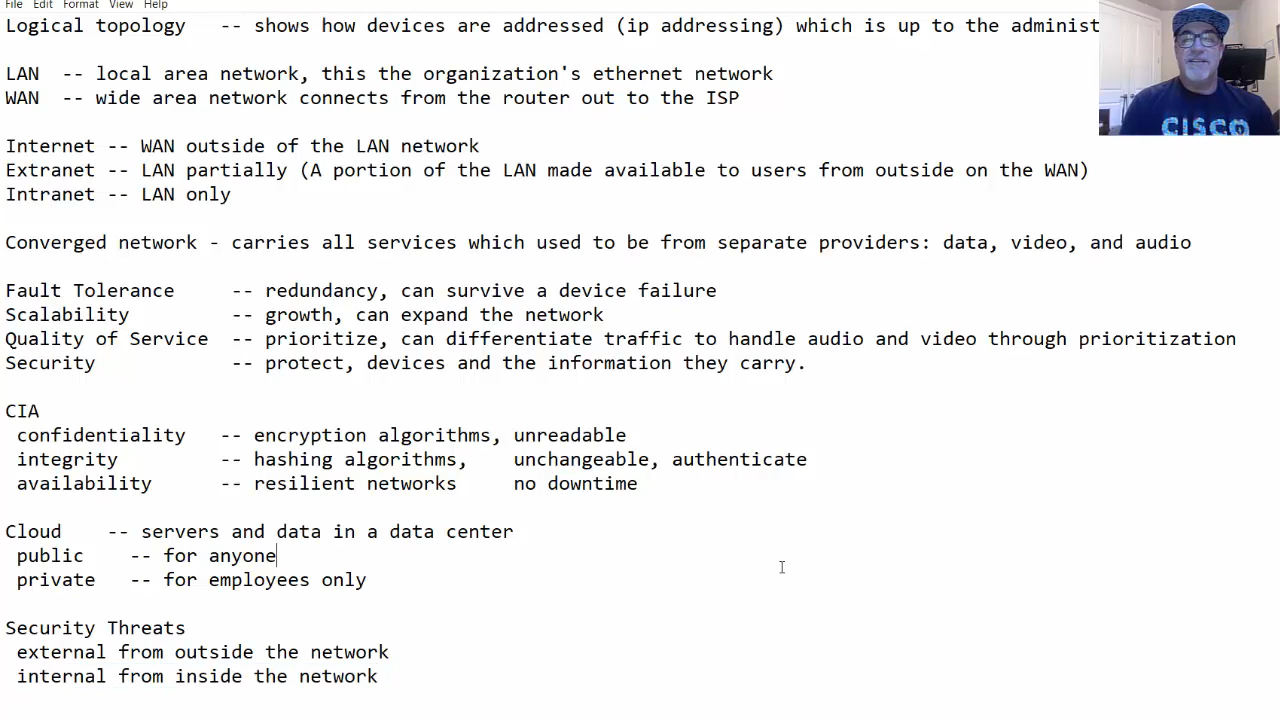 File Edit Format View Help
Logical topology -- shows how devices are addressed (ip addressing) which is up to the administ
LAN -- local area network, this the organization's ethernet network
WAN -- wide area network connects from the router out to the ISP
Internet -- WAN outside of the LAN network
Extranet -- LAN partially (A portion of the LAN made available to users from outside on the WAN)
Intranet -- LAN only
Converged network - carries all services which used to be from separate providers: data, video, and audio
Fault Tolerance -- redundancy, can survive a device failure
Scalability -- growth, can expand the network
Quality of Service -- prioritize, can differentiate traffic to handle audio and video through prioritization
Security -- protect, devices and the information they carry.
CIA
confidentiality -- encryption algorithms, unreadable
integrity -- hashing algorithms, unchangeable, authenticate
availability -- resilient networks no downtime
Cloud -- servers and data in a data center
public -- for anyone
private -- for employees only
Security Threats
external from outside the network
internal from inside the network
CISCO